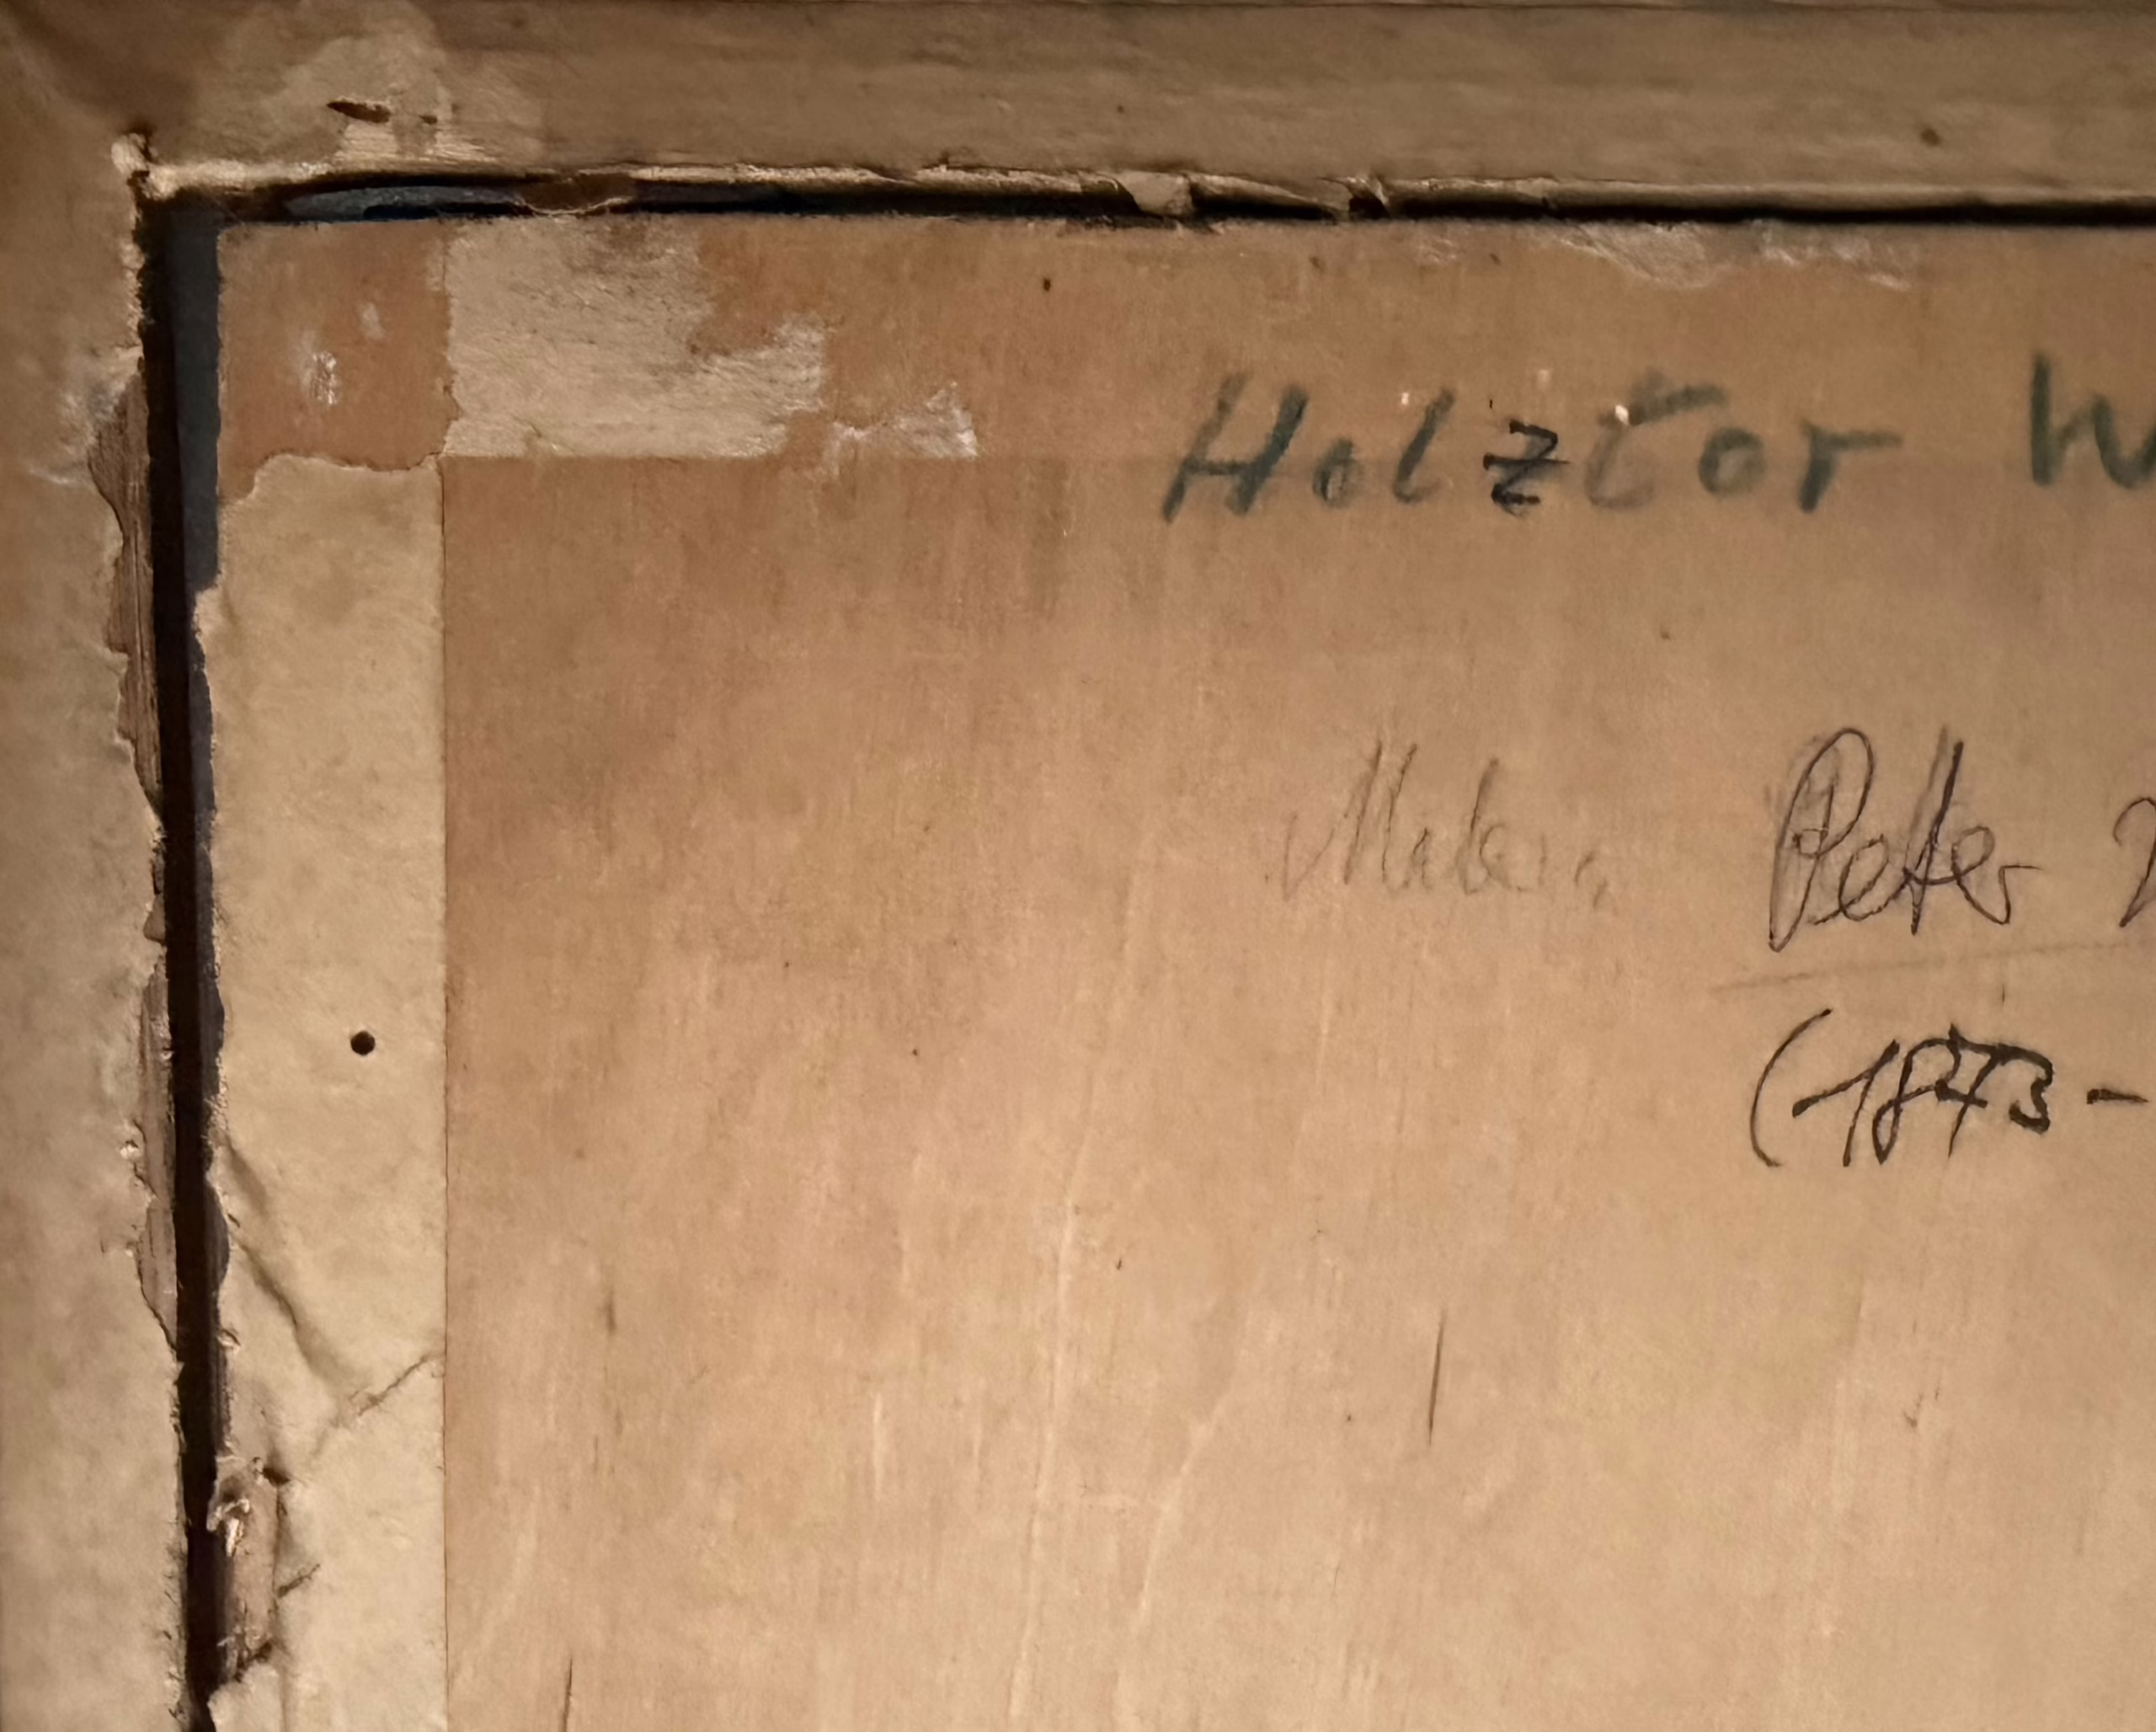 Holztor W
Maler: Peter
(1873-